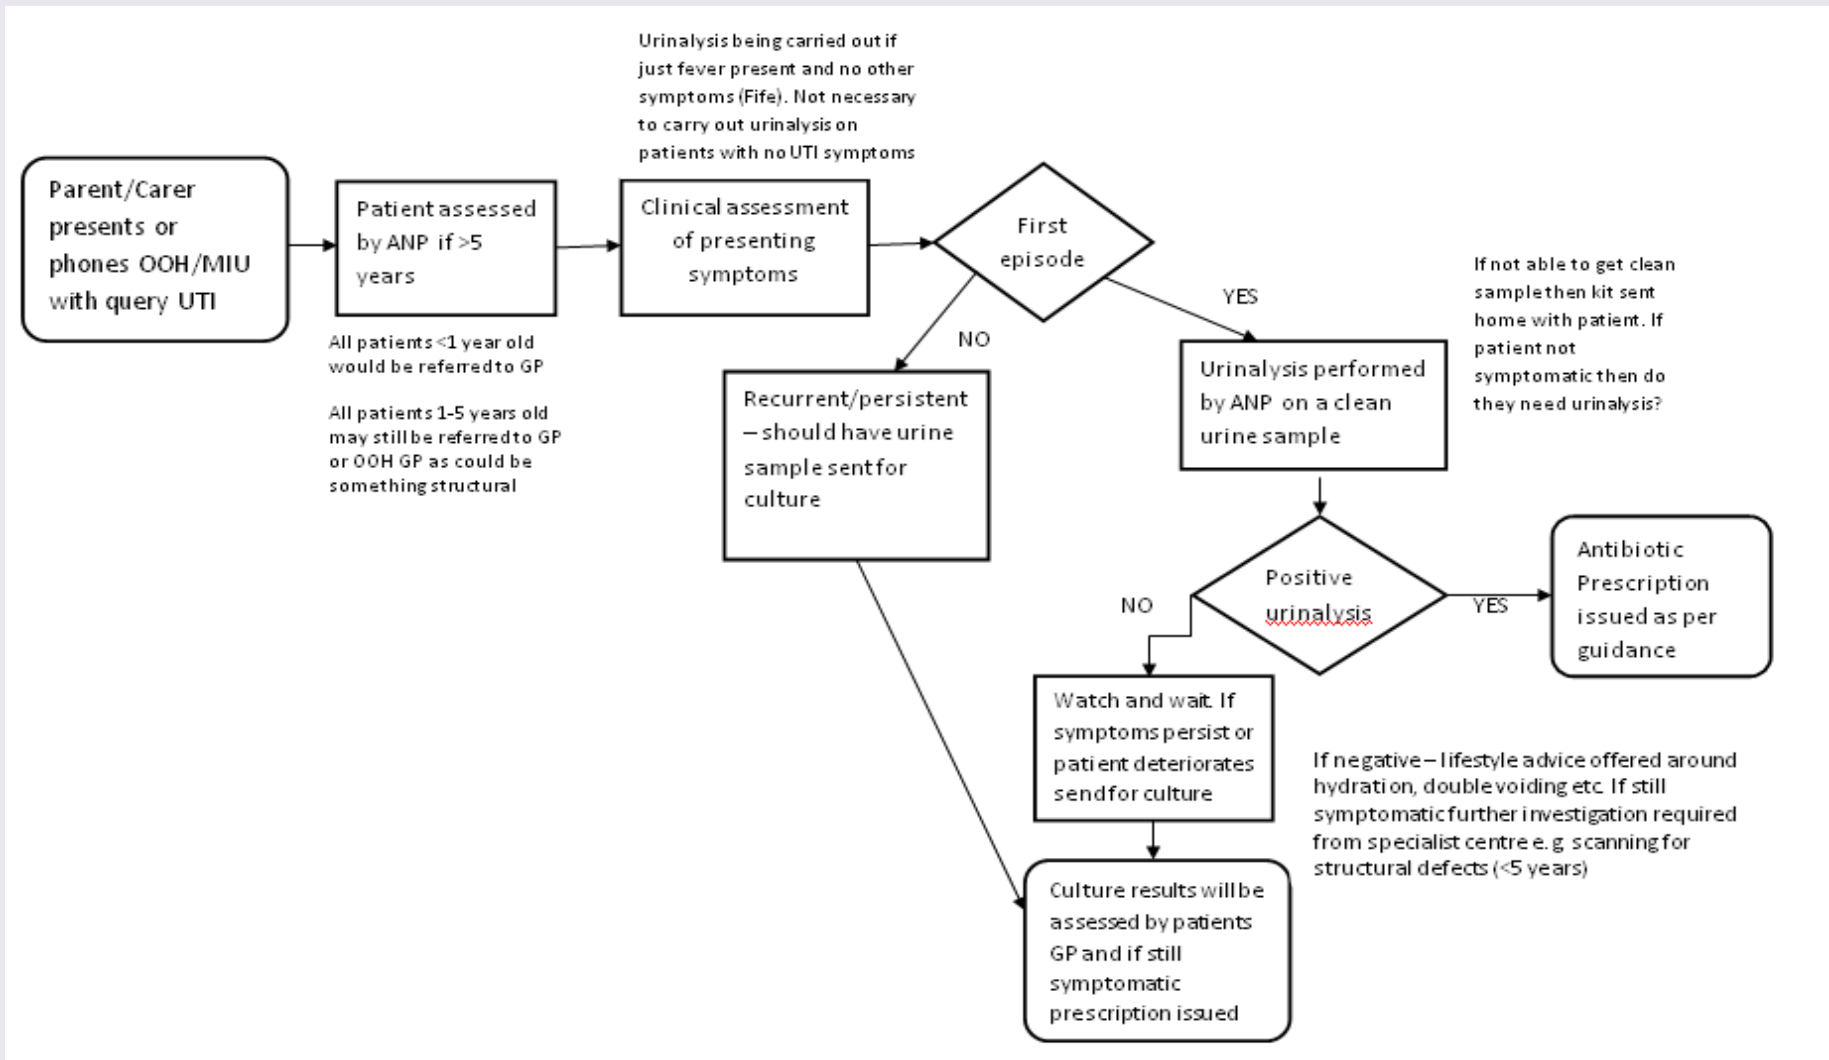 Urinalysis being carried out if
just fever present and no other
symptoms (Fife). Not necessary
to carry out urinalysis on
patients with no UTI symptoms
Parent/Carer
presents or
phones OOH/MIU
with query UTI
Patient assessed
by ANP if >5
years
All patients <1 year old
would be referred to GP
All patients 1-5 years old
may still be referred to GP
or OOH GP as could be
something structural
Clinical assessment
of presenting
symptoms
First
episode
NO
YES
Recurrent/persistent
– should have urine
sample sent for
culture
If not able to get clean
sample then kit sent
home with patient. If
patient not
symptomatic then do
they need urinalysis?
Urinalysis performed
by ANP on a clean
urine sample
Positive
urinalysis
NO
YES
Antibiotic
Prescription
issued as per
guidance
Watch and wait. If
symptoms persist or
patient deteriorates
send for culture
If negative – lifestyle advice offered around
hydration, double voiding etc. If still
symptomatic further investigation required
from specialist centre e.g scanning for
structural defects (<5 years)
Culture results will be
assessed by patients
GP and if still
symptomatic
prescription issued